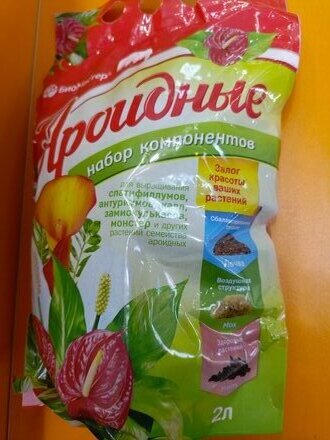 БиоМастер
Ароидные
набор компонентов
для выращивания
спатифиллумов,
антуриумов, калл,
замиокулькасов,
монстер и других
растений семейства
ароидных
Залог
красоты
ваших
растений
Почва
Воздушная
структура
Мох
2л